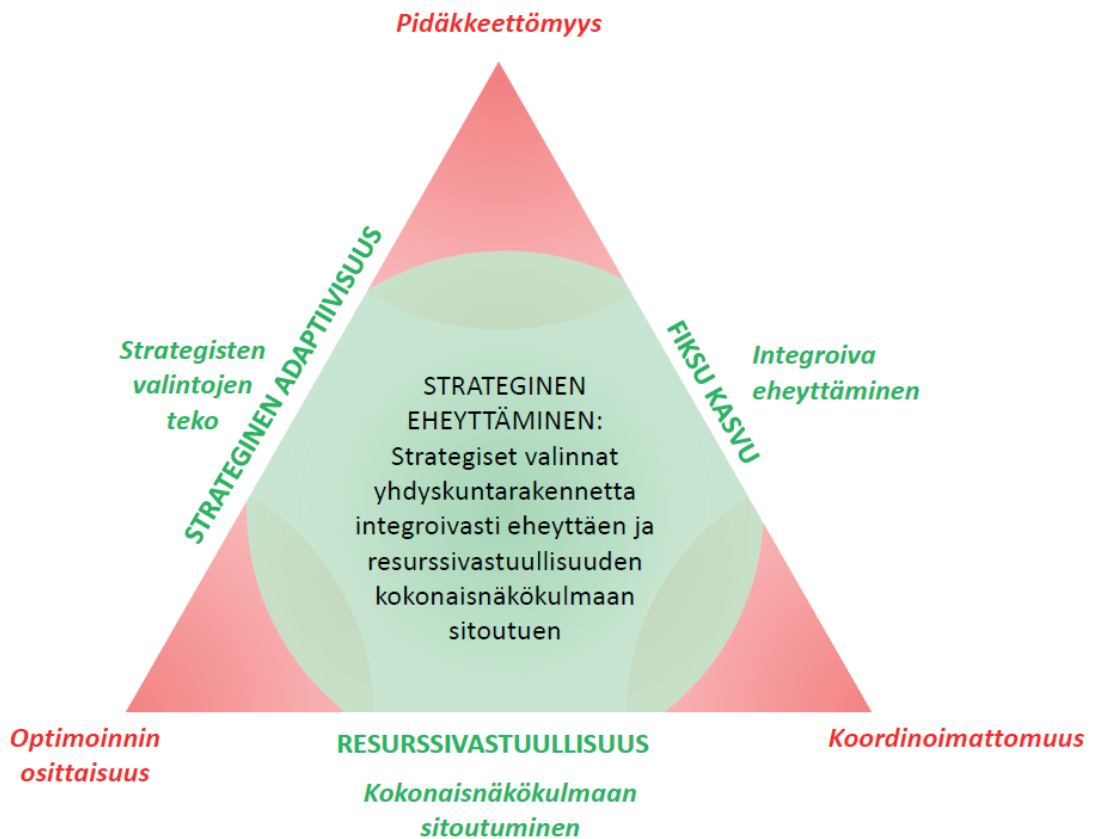 Pidäkkeettömyys
STRATEGINEN ADAPTIIVISUUS
Strategisten
valintojen
teko
FIKSU KASVU
Integroiva
eheyttäminen
STRATEGINEN
EHEYTTÄMINEN:
Strategiset valinnat
yhdyskuntarakennetta
integroivasti eheyttäen ja
resurssivastuullisuuden
kokonaisnäkökulmaan
sitoutuen
Optimoinnin
osittaisuus
RESURSSIVASTUULLISUUS
Kokonaisnäkökulmaan
sitoutuminen
Koordinoimattomuus